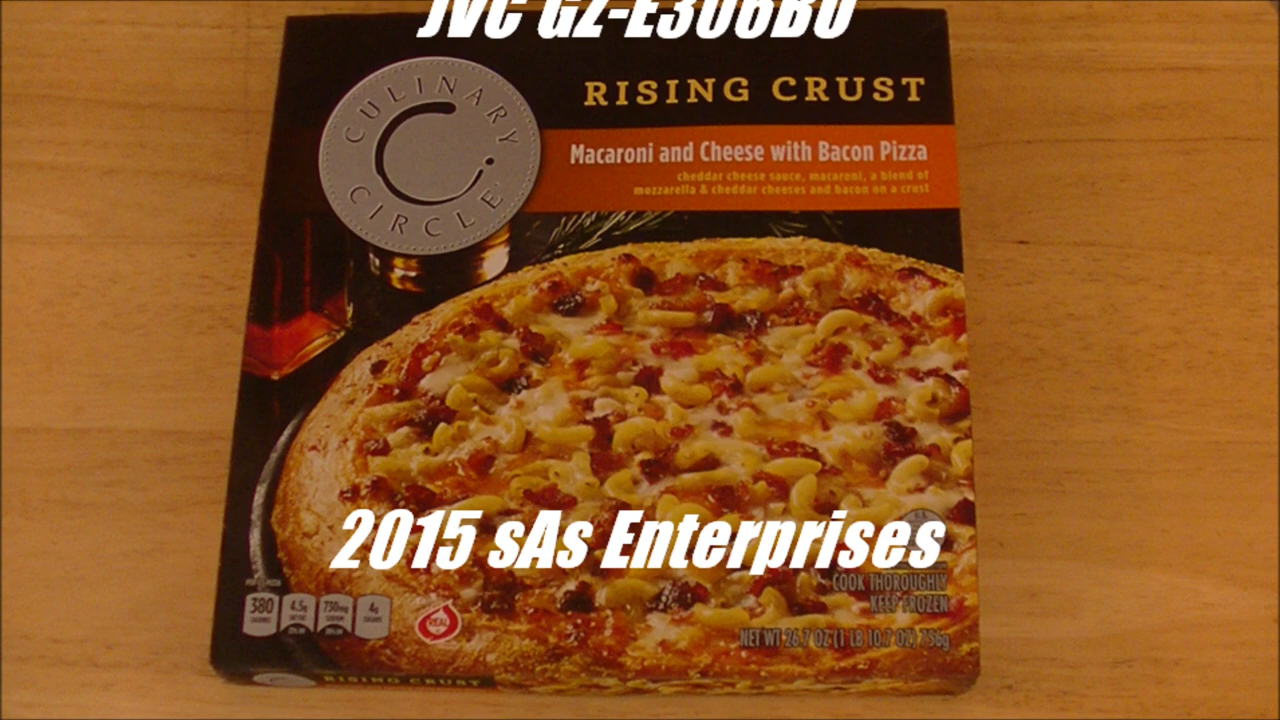 JVC GZ-E306BU
CULINARY
CIRCLE
RISING CRUST
Macaroni and Cheese with Bacon Pizza
cheddar cheese sauce, macaroni, a blend of
mozzarella & cheddar cheeses and bacon on a crust
2015 sAs Enterprises
COOK THOROUGHLY
KEEP FROZEN
380
CALORIES
4.5g
SAT FAT
730mg
SODIUM
4g
SUGARS
REAL
NET WT 26.7 OZ (1 LB 10.7 OZ) 756g
RISING CRUST